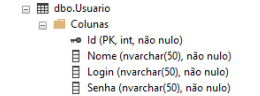 dbo.Usuario
Colunas
Id (PK, int, não nulo)
Nome (nvarchar(50), não nulo)
Login (nvarchar(50), não nulo)
Senha (nvarchar(50), não nulo)